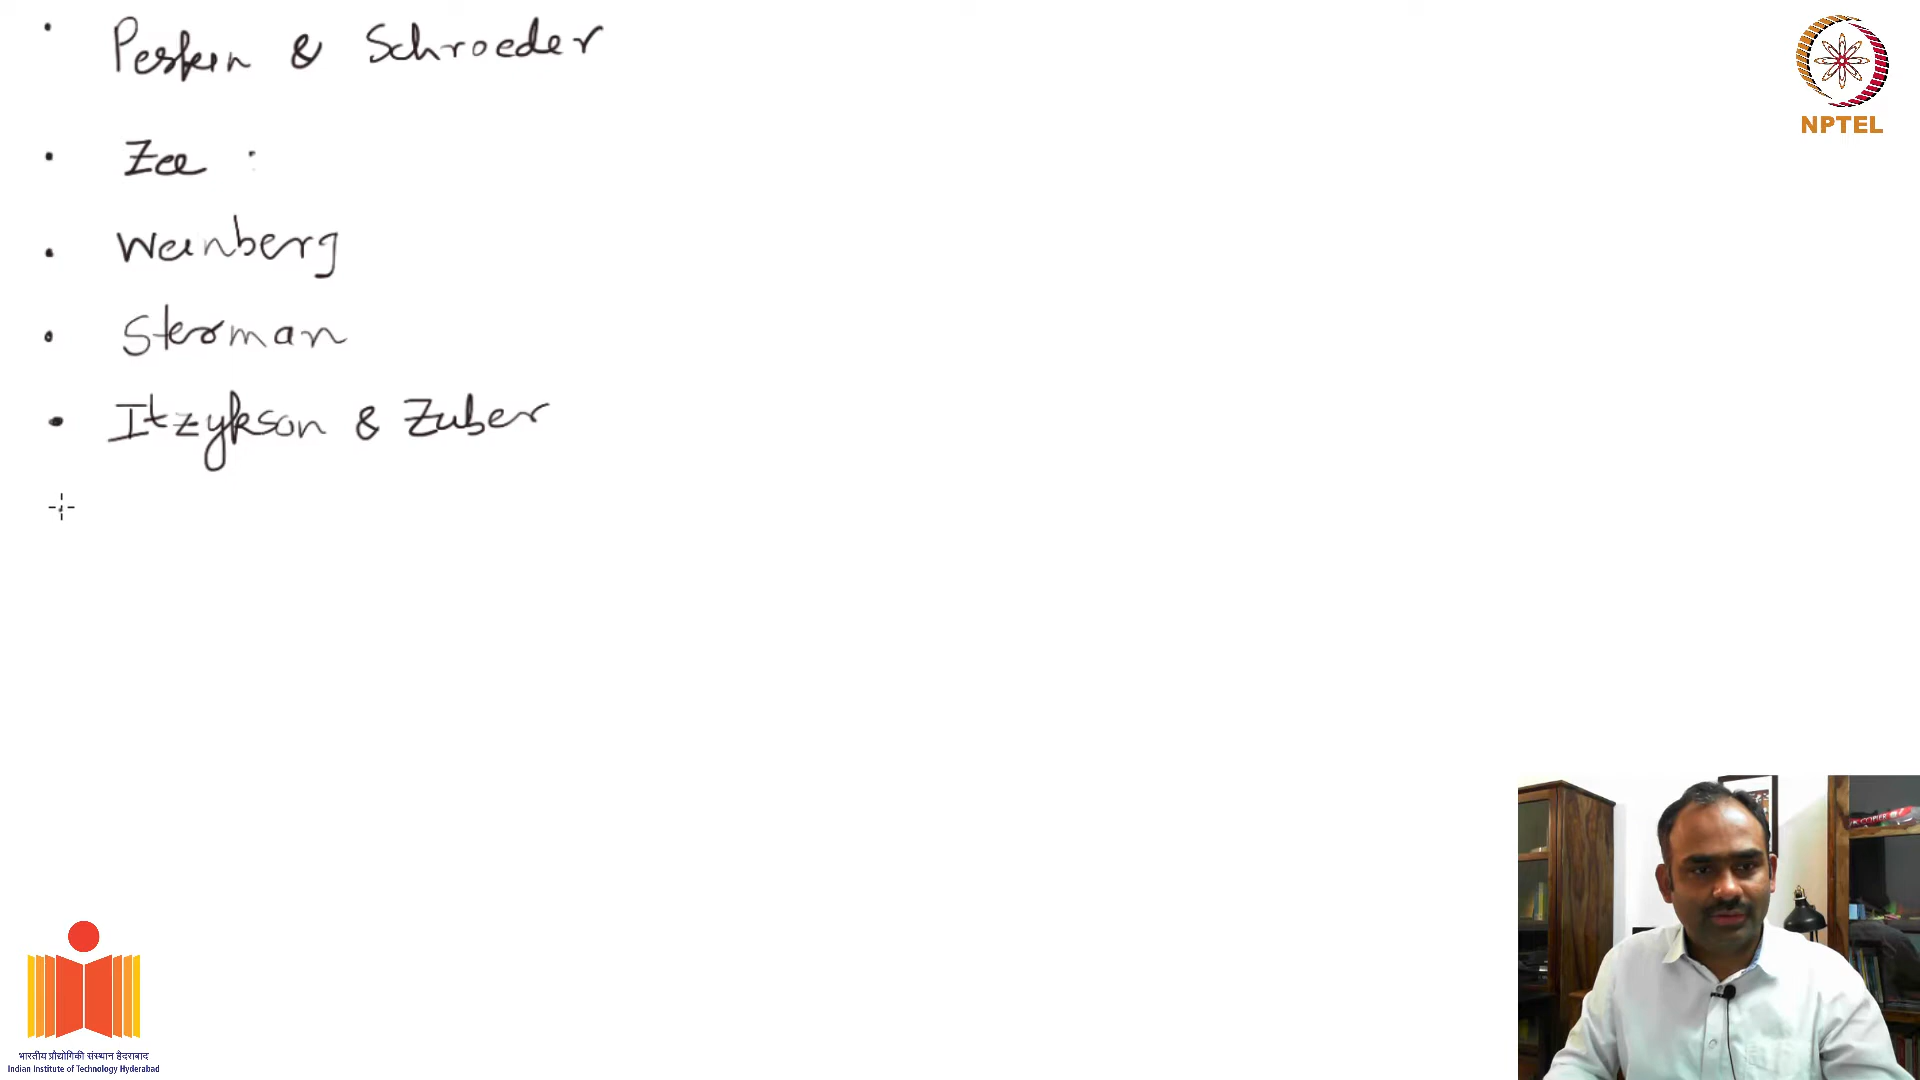 • Peskin & Schroeder
• Zee :
• Weinberg
• Sterman
• Itzykson & Zuber
NPTEL
भारतीय प्रौद्योगिकी संस्थान हैदराबाद
Indian Institute of Technology Hyderabad